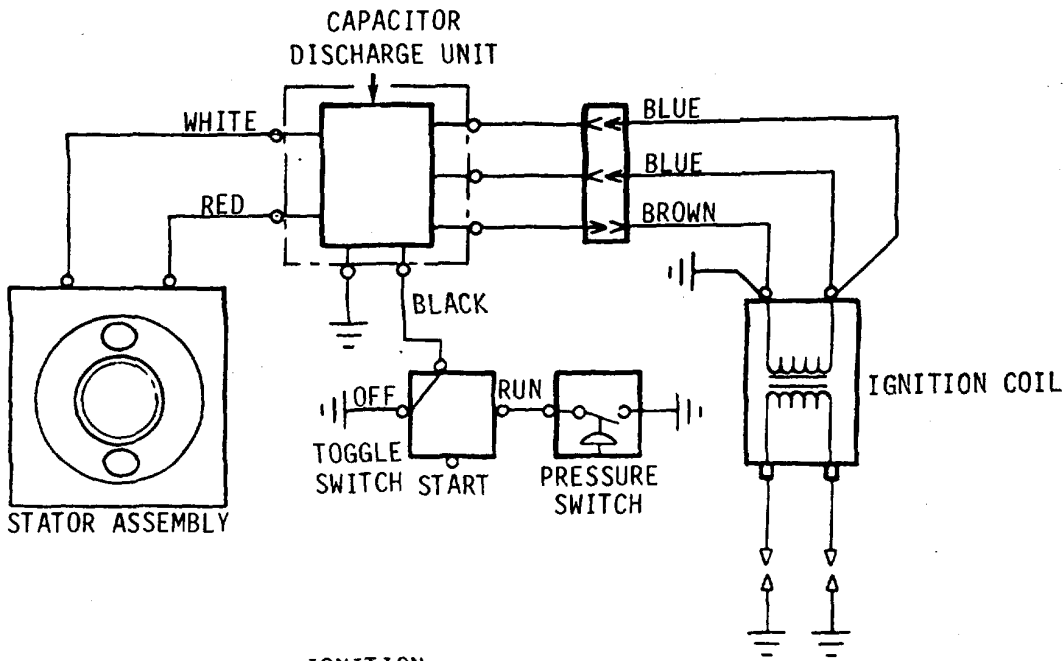 CAPACITOR
DISCHARGE UNIT
WHITE
BLUE
BLUE
RED
BROWN
BLACK
OFF
RUN
IGNITION COIL
TOGGLE
SWITCH
START
PRESSURE
SWITCH
STATOR ASSEMBLY
IGNITION